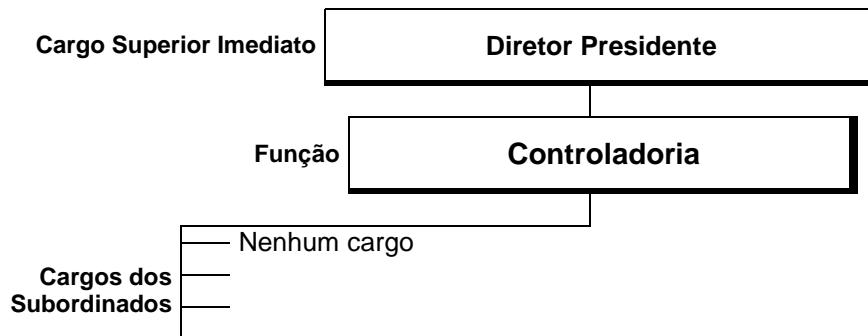 Cargo Superior Imediato
Diretor Presidente
Função
Controladoria
Nenhum cargo
Cargos dos
Subordinados